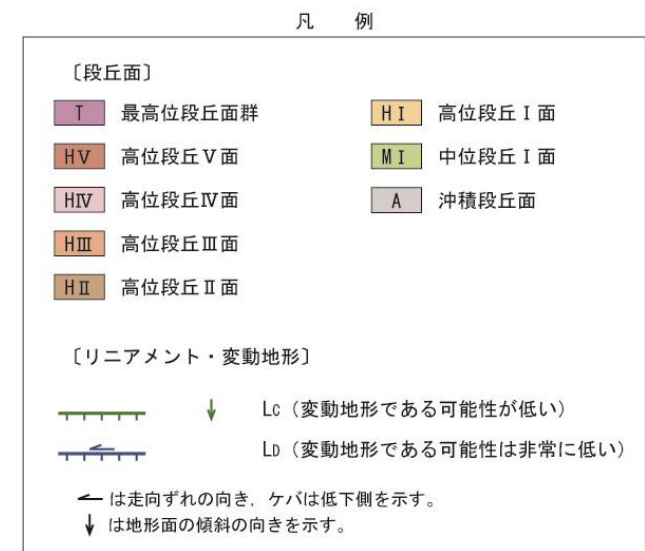 凡 例
〔段丘面〕
T 最高位段丘面群
HⅤ 高位段丘Ⅴ面
HⅣ 高位段丘Ⅳ面
HⅢ 高位段丘Ⅲ面
HⅡ 高位段丘Ⅱ面
HⅠ 高位段丘Ⅰ面
MⅠ 中位段丘Ⅰ面
A 沖積段丘面
〔リニアメント・変動地形〕
LC（変動地形である可能性が低い）
LD（変動地形である可能性は非常に低い）
は走向ずれの向き，ケバは低下側を示す。
は地形面の傾斜の向きを示す。